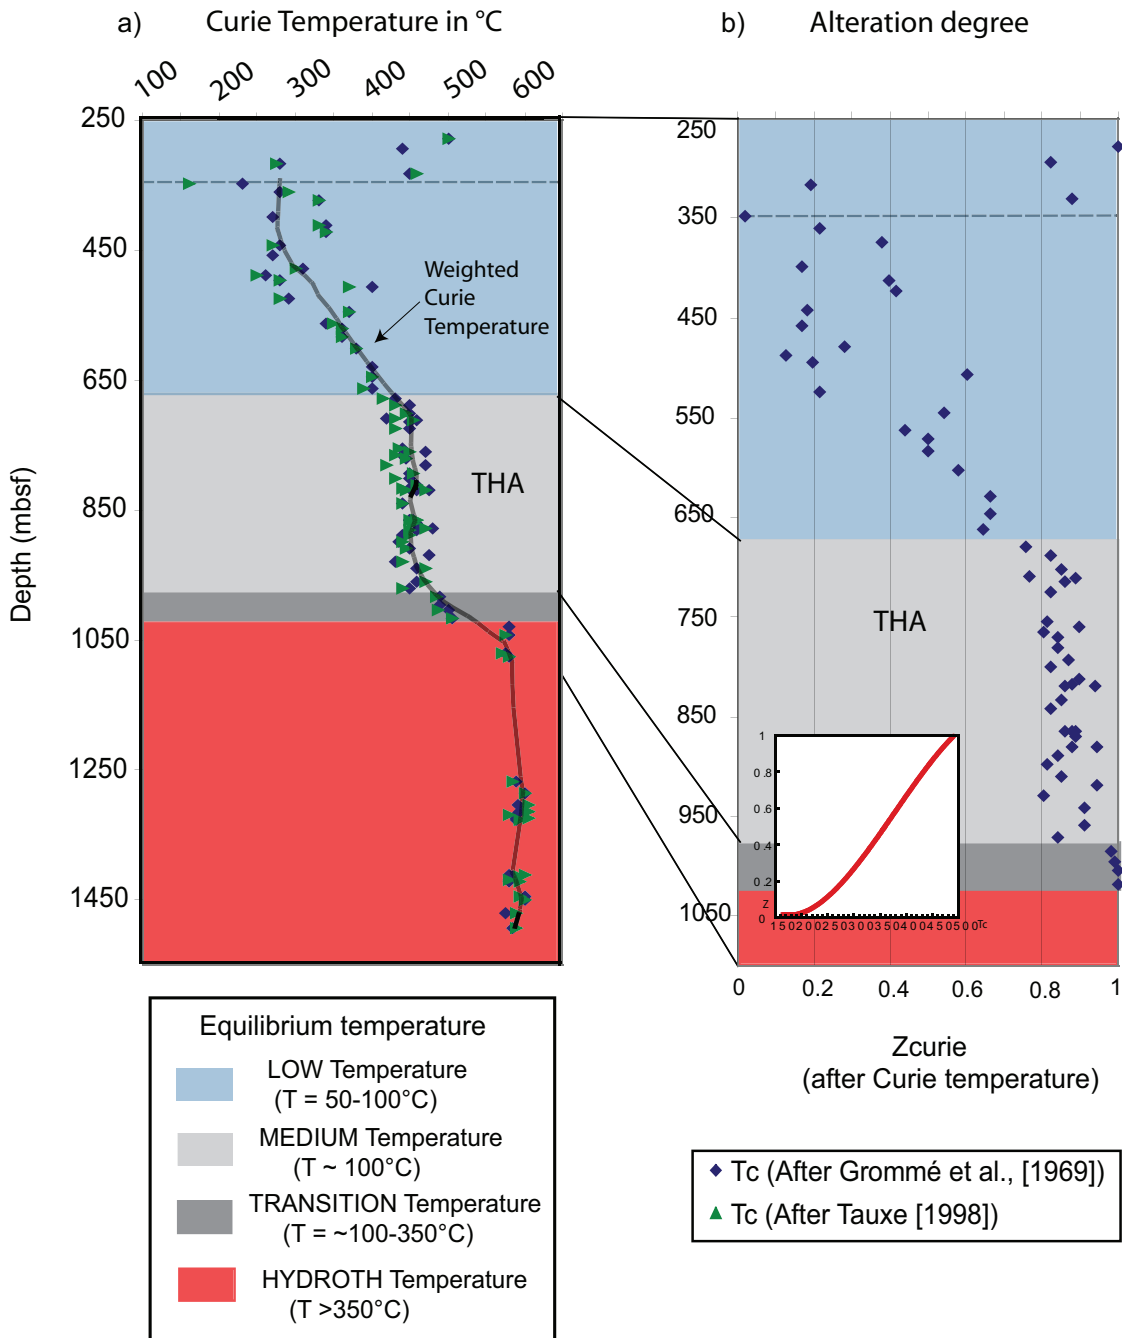 a) Curie Temperature in °C
100 200 300 400 500 600
250
450
650
850
1050
1250
1450
Depth (mbsf)
Weighted
Curie
Temperature
THA
b) Alteration degree
250
350
450
550
650
750
850
950
1050
THA
1
0.8
0.6
0.4
0.2
Z
0
Tc
0 0.2 0.4 0.6 0.8 1
Zcurie
(after Curie temperature)
Equilibrium temperature
LOW Temperature
(T = 50-100°C)
MEDIUM Temperature
(T ~ 100°C)
TRANSITION Temperature
(T = ~100-350°C)
HYDROTH Temperature
(T >350°C)
Tc (After Grommé et al., [1969])
Tc (After Tauxe [1998])